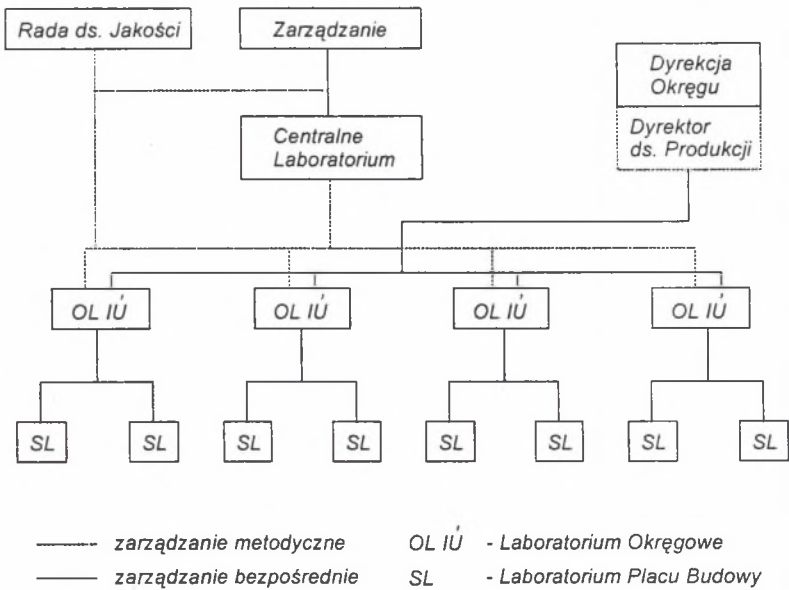 Rada ds. Jakości
Zarządzanie
Dyrekcja
Okręgu
Dyrektor
ds. Produkcji
Centralne
Laboratorium
OL IÚ
OL IÚ
OL IÚ
OL IÚ
SL
SL
SL
SL
SL
SL
SL
SL
zarządzanie metodyczne
OL IÚ - Laboratorium Okręgowe
zarządzanie bezpośrednie
SL - Laboratorium Placu Budowy